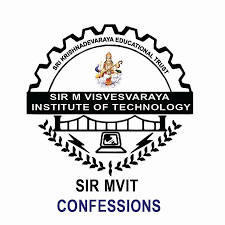 SRI KRISHNADEVARAYA EDUCATIONAL TRUST
SIR M VISVESVARAYA
INSTITUTE OF TECHNOLOGY
SIR MVIT
CONFESSIONS